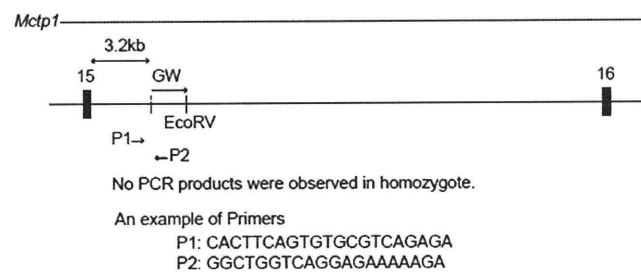 Mctp1
3.2kb
15
GW
16
EcoRV
P1
P2
No PCR products were observed in homozygote.
An example of Primers
P1: CACTTCAGTGTGCGTCAGAGA
P2: GGCTGGTCAGGAGAAAAAGA